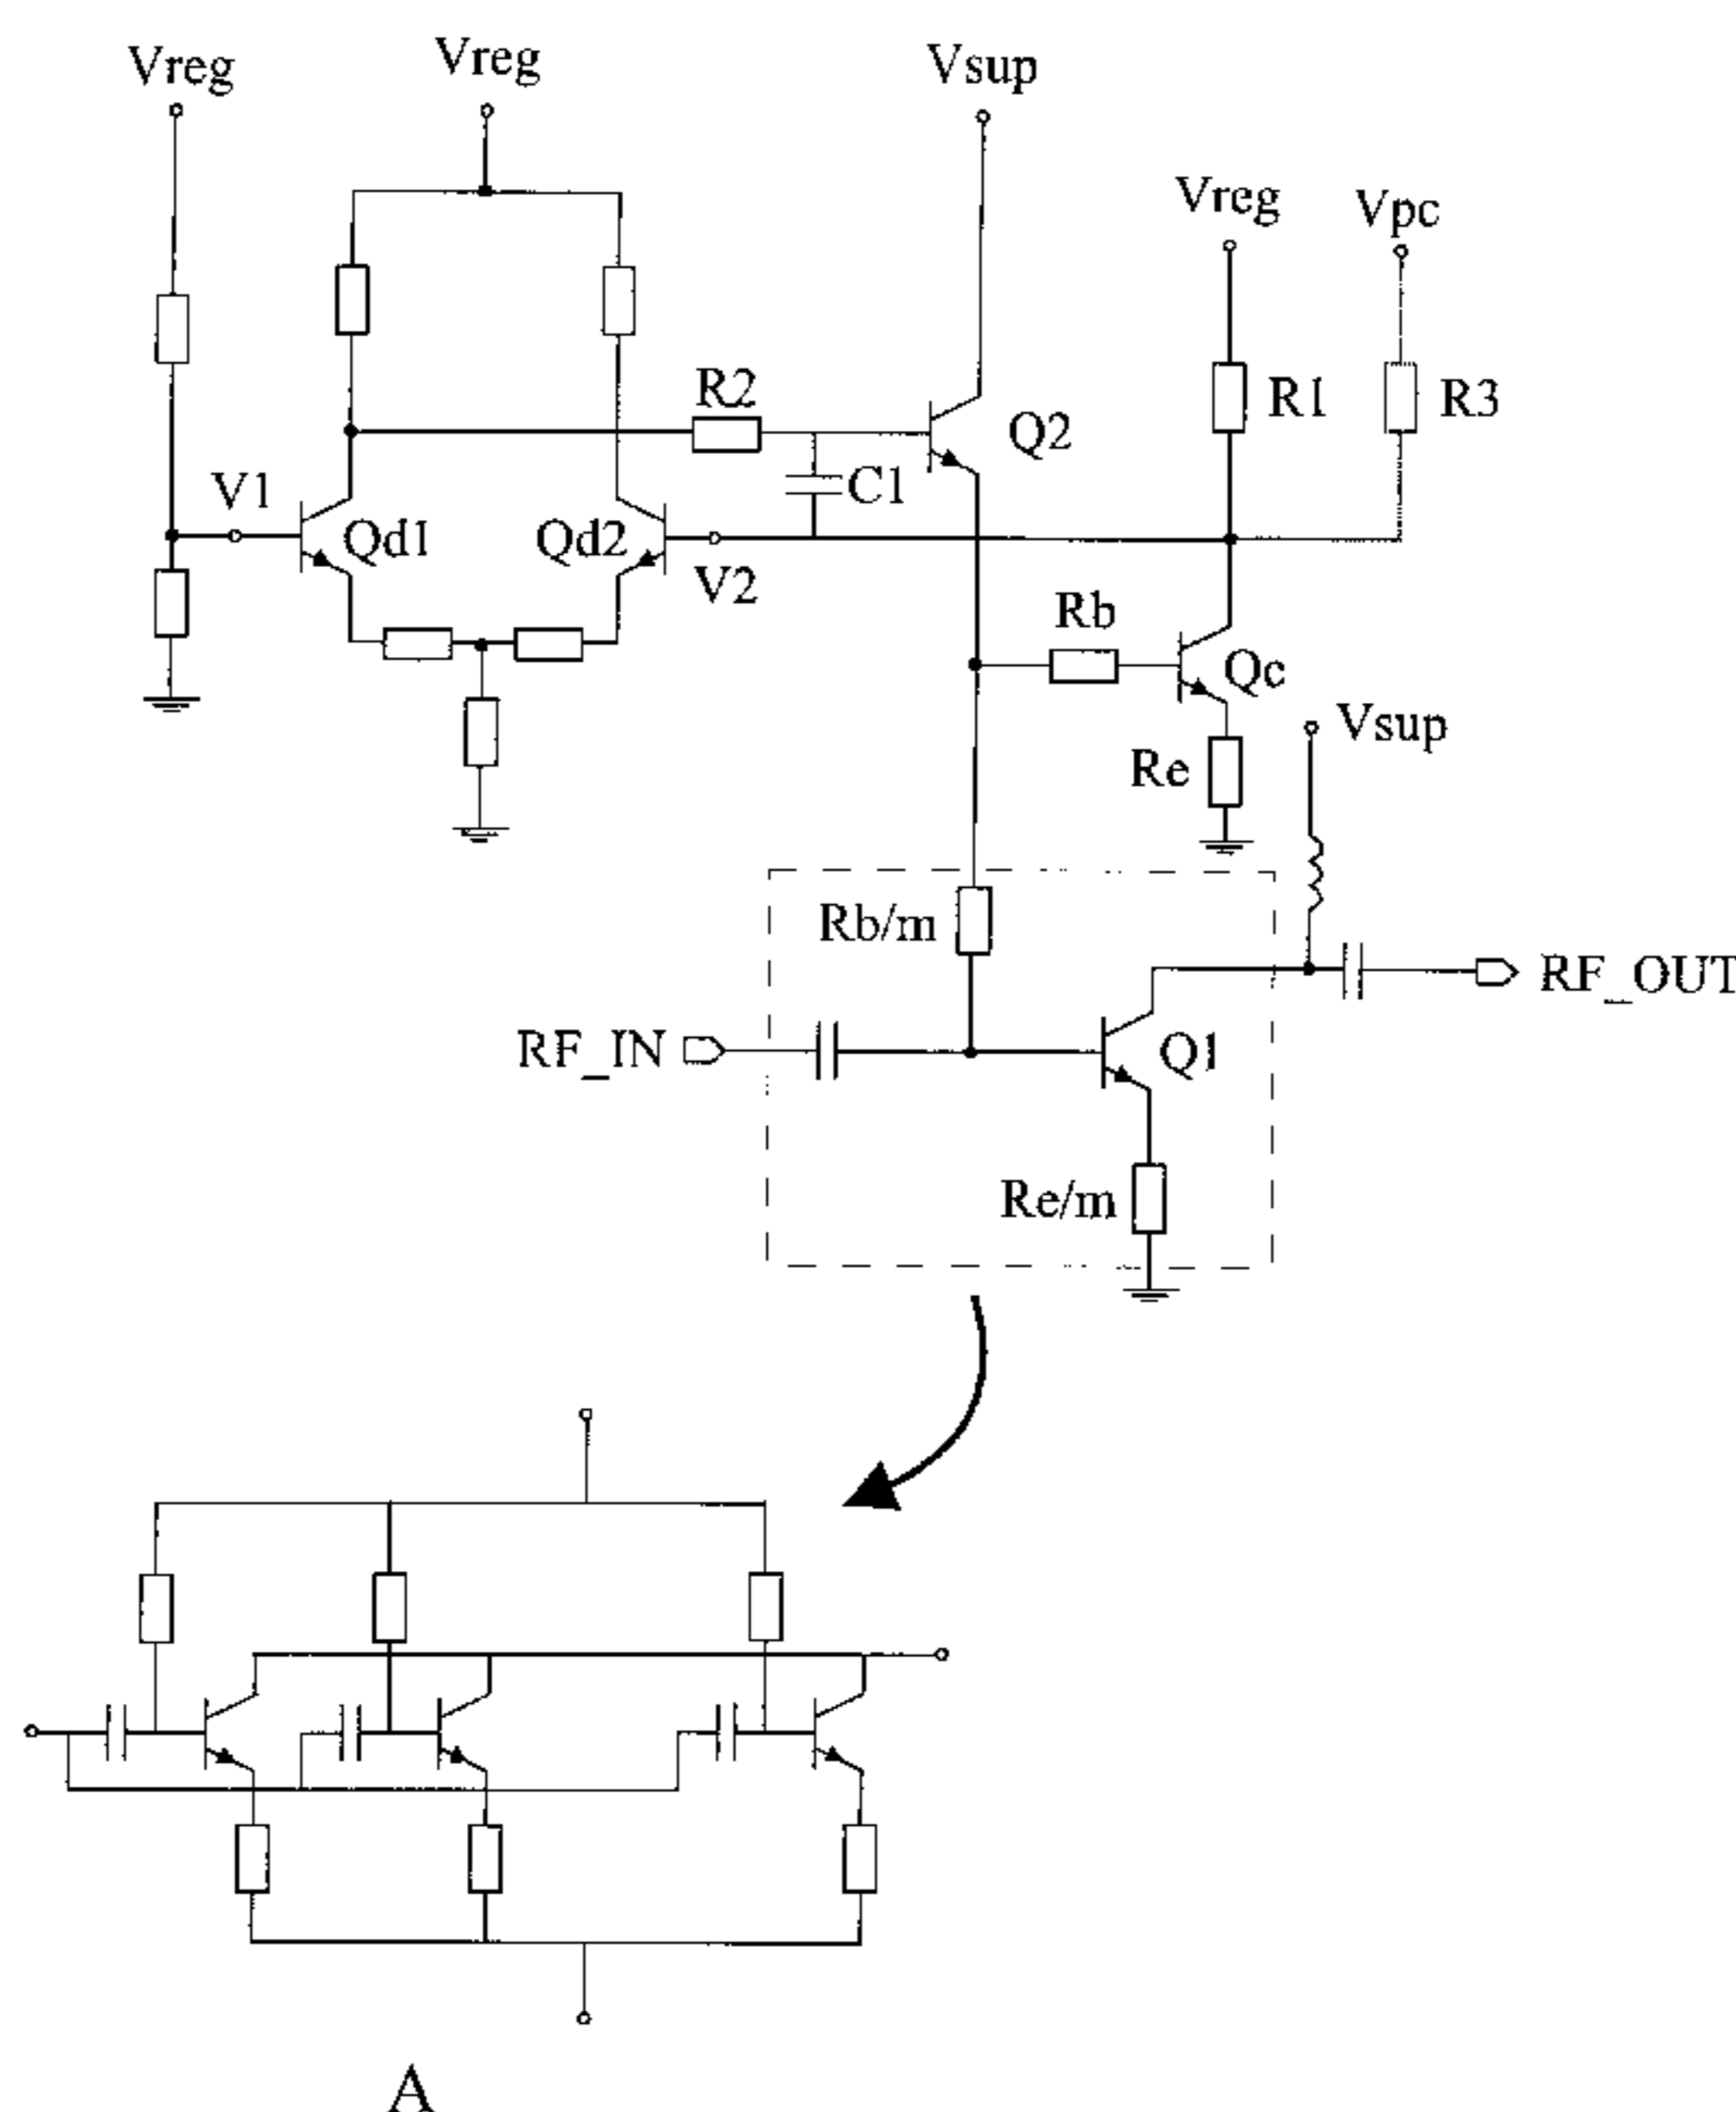 Vreg
Vreg
Vsup
Vreg
Vpc
R2
Q2
R1
R3
V1
C1
Qd1
Qd2
V2
Rb
Qc
Vsup
Re
Rb/m
RF_OUT
RF_IN
Q1
Re/m
A